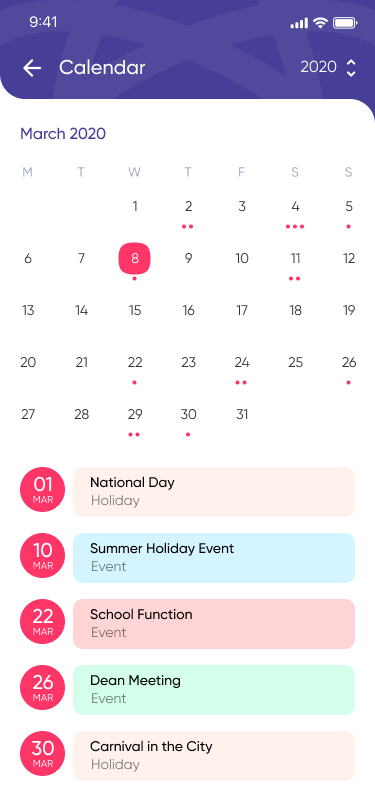 9:41
Calendar 2020
March 2020
M T W T F S S
1 2 3 4 5
6 7 8 9 10 11 12
13 14 15 16 17 18 19
20 21 22 23 24 25 26
27 28 29 30 31
01 National Day
MAR Holiday
10 Summer Holiday Event
MAR Event
22 School Function
MAR Event
26 Dean Meeting
MAR Event
30 Carnival in the City
MAR Holiday